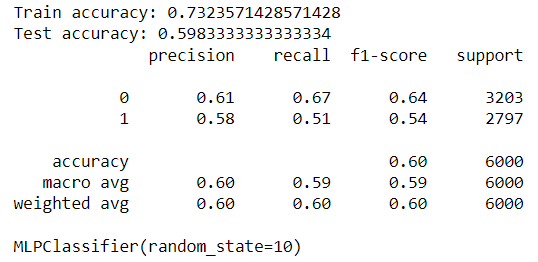 Train accuracy: 0.7323571428571428
Test accuracy: 0.5983333333333334
precision recall f1-score support
0 0.61 0.67 0.64 3203
1 0.58 0.51 0.54 2797
accuracy 0.60 6000
macro avg 0.60 0.59 0.59 6000
weighted avg 0.60 0.60 0.60 6000
MLPClassifier(random_state=10)